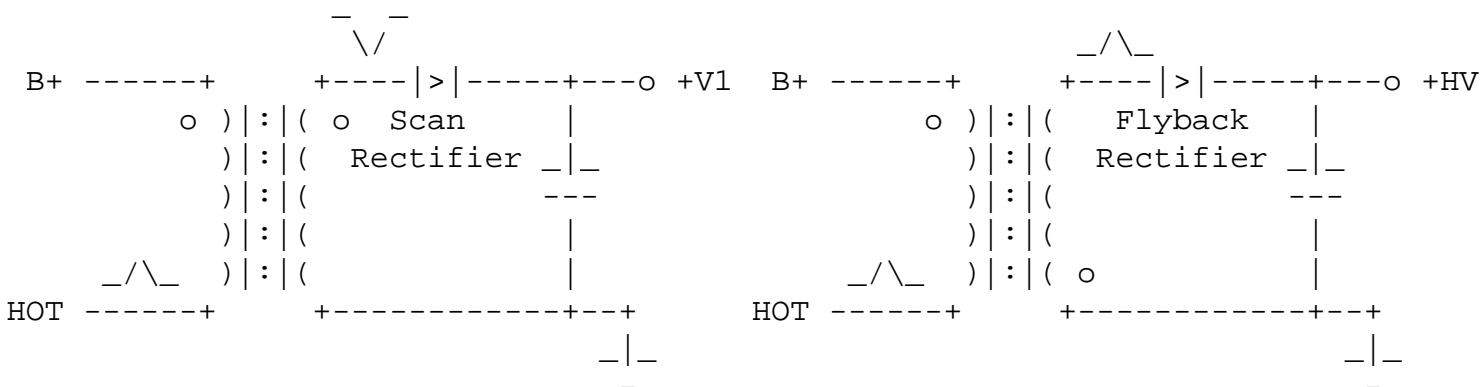 B+ ------+ +----|>|-----+---o +V1 B+ ------+ +----|>|-----+---o +HV
o )|:|( o Scan | o )|:|( Flyback |
)|:|( Rectifier _|_ )|:|( Rectifier _|_
)|:|( --- )|:|( ---
)|:|( | )|:|( |
_/\_ )|:|( | _/\_ )|:|( o |
HOT ------+ +------------+--+ HOT ------+ +------------+--+